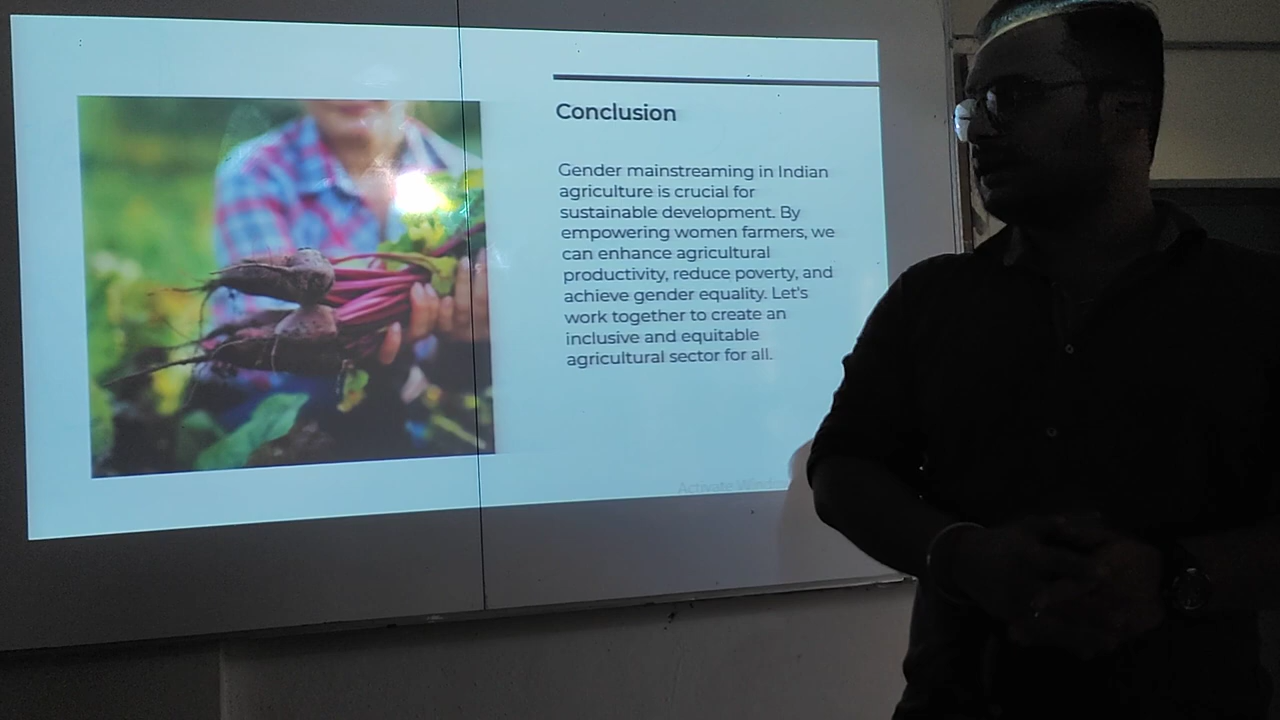 Conclusion
Gender mainstreaming in Indian
agriculture is crucial for
sustainable development. By
empowering women farmers, we
can enhance agricultural
productivity, reduce poverty, and
achieve gender equality. Let's
work together to create an
inclusive and equitable
agricultural sector for all.
Activate